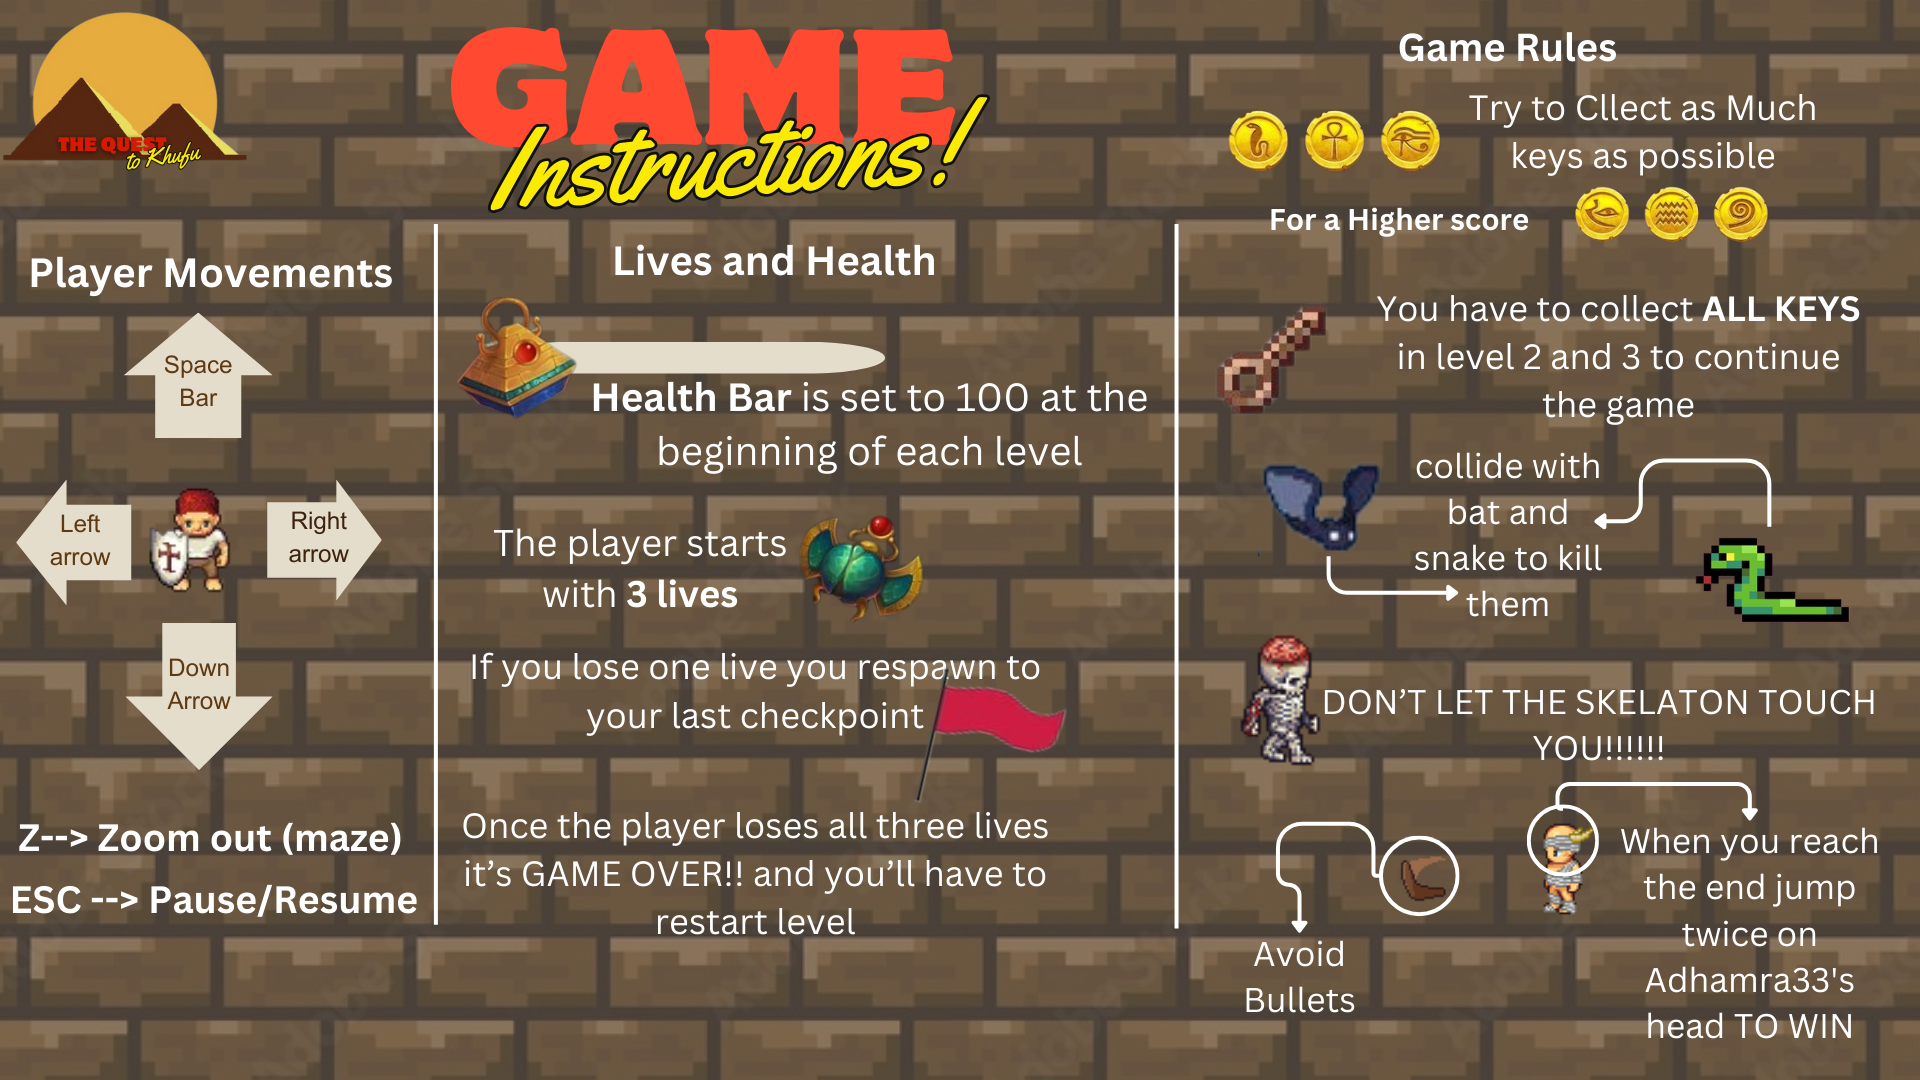 THE QUEST
to Khufu
GAME
Instructions!
Player Movements
Space
Bar
Left
arrow
Right
arrow
Down
Arrow
Z--> Zoom out (maze)
ESC --> Pause/Resume
Lives and Health
Health Bar is set to 100 at the
beginning of each level
The player starts
with 3 lives
If you lose one live you respawn to
your last checkpoint
Once the player loses all three lives
it’s GAME OVER!! and you’ll have to
restart level
Game Rules
Try to Cllect as Much
keys as possible
For a Higher score
You have to collect ALL KEYS
in level 2 and 3 to continue
the game
collide with
bat and
snake to kill
them
DON’T LET THE SKELATON TOUCH
YOU!!!!!!
Avoid
Bullets
When you reach
the end jump
twice on
Adhamra33's
head TO WIN